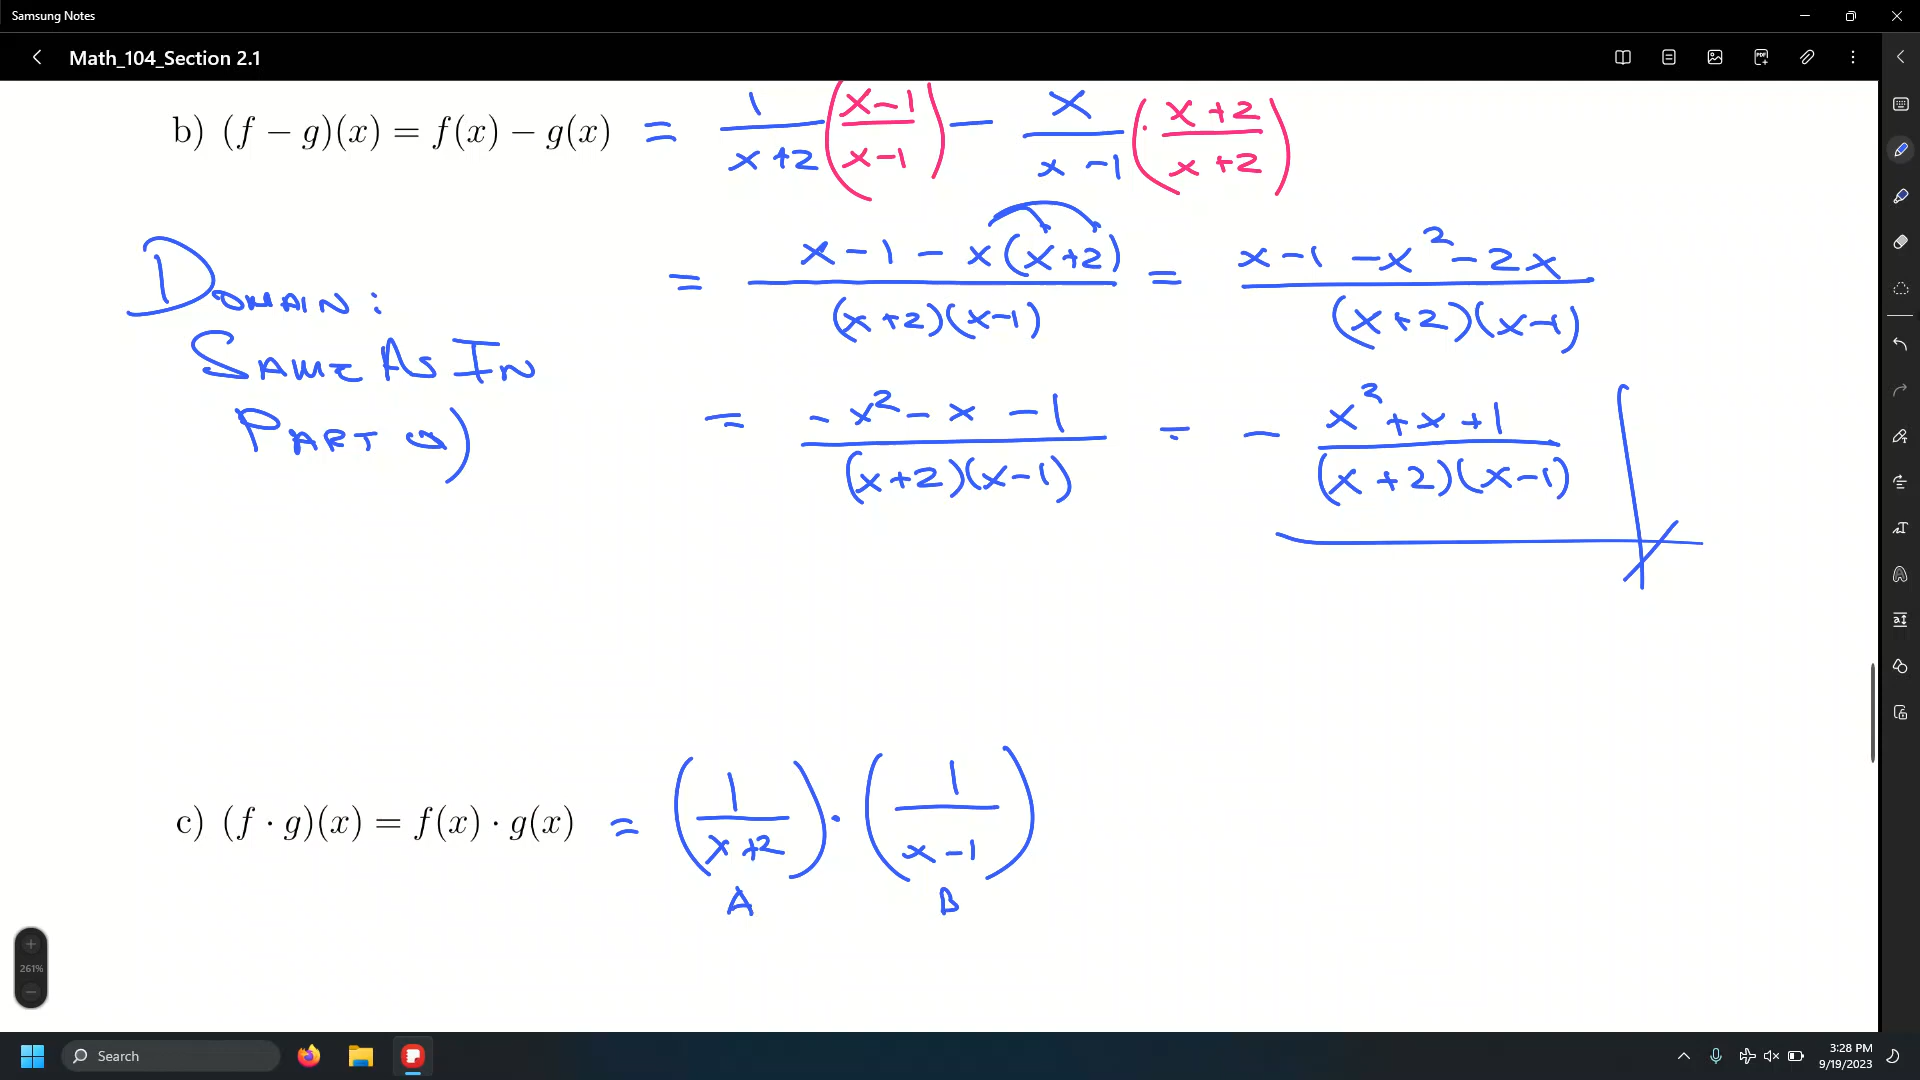 Samsung Notes
Math_104_Section 2.1
b) (f − g)(x) = f(x) − g(x) = 1/(x+2) (x−1)/(x−1) − x/(x−1) (· (x+2)/(x+2))
= (x−1−x(x+2))/((x+2)(x−1)) = (x−1−x²−2x)/((x+2)(x−1))
DOMAIN:
SAME AS IN
PART a)
= (−x²−x−1)/((x+2)(x−1)) = − (x²+x+1)/((x+2)(x−1))
c) (f · g)(x) = f(x) · g(x) = (1/(x+2)) · (1/(x−1))
A B
261%
Search
3:28 PM
9/19/2023